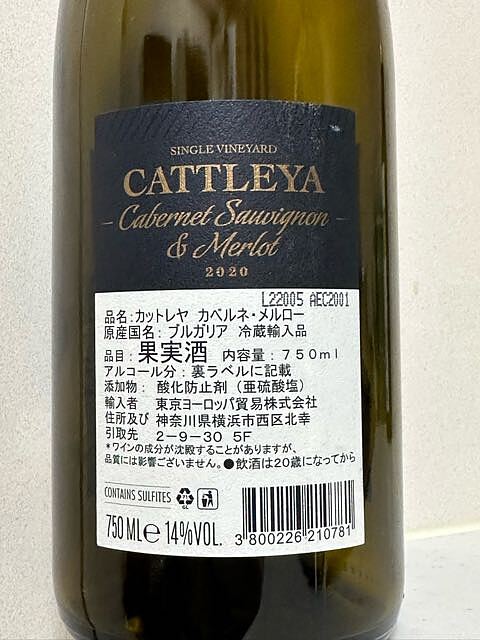 SINGLE VINEYARD
CATTLEYA
Cabernet Sauvignon
& Merlot
2020
L22005 AEC2001
品名:カットレヤ カベルネ・メルロー
原産国名:ブルガリア 冷蔵輸入品
品目:果実酒 内容量:750ml
アルコール分:裏ラベルに記載
添加物: 酸化防止剤(亜硫酸塩)
輸入者 東京ヨーロッパ貿易株式会社
住所及び 神奈川県横浜市西区北幸
引取先 2-9-30 5F
*ワインの成分が沈殿することがありますが、
品質には影響ございません。●飲酒は20歳になってから
CONTAINS SULFITES
750 ML℮ 14%VOL.
3 800226 210781